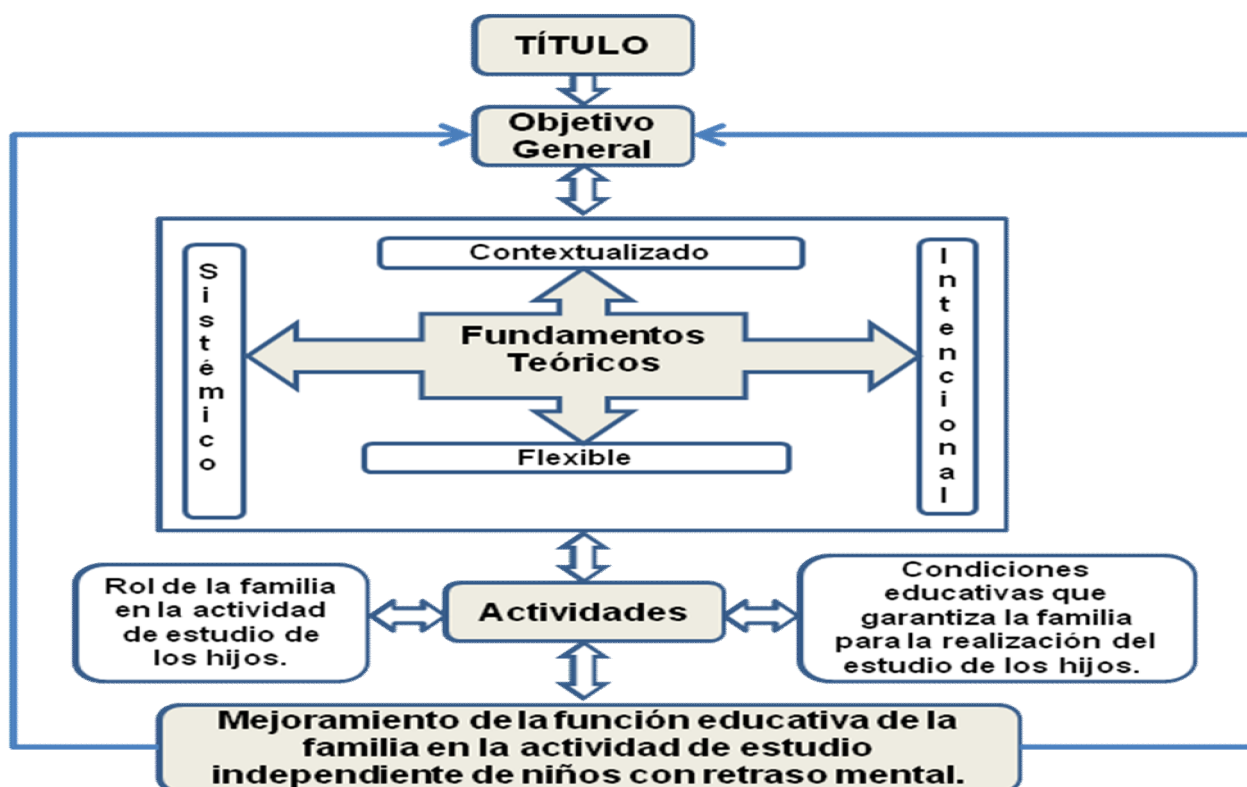 TÍTULO
Objetivo
General
Contextualizado
Sistémico
Fundamentos
Teóricos
Intencional
Flexible
Rol de la familia
en la actividad
de estudio de
los hijos.
Actividades
Condiciones
educativas que
garantiza la familia
para la realización del
estudio de los hijos.
Mejoramiento de la función educativa de la
familia en la actividad de estudio
independiente de niños con retraso mental.